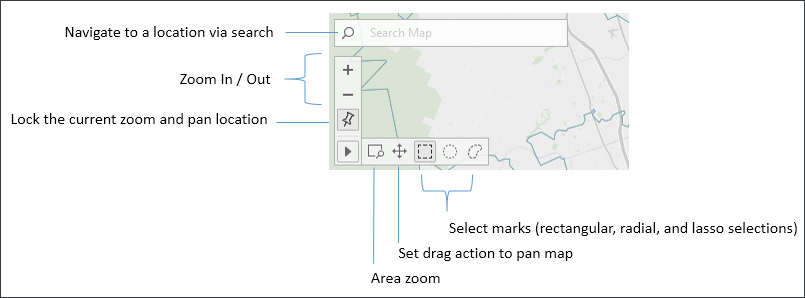 Navigate to a location via search
Search Map
Zoom In / Out
Lock the current zoom and pan location
Select marks (rectangular, radial, and lasso selections)
Set drag action to pan map
Area zoom